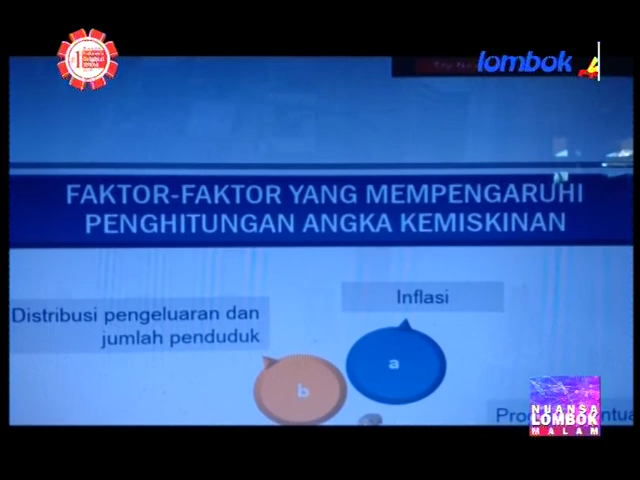 lombok
FAKTOR-FAKTOR YANG MEMPENGARUHI
PENGHITUNGAN ANGKA KEMISKINAN
Inflasi
Distribusi pengeluaran dan
jumlah penduduk
a
b
NUANSA
LOMBOK
MALAM